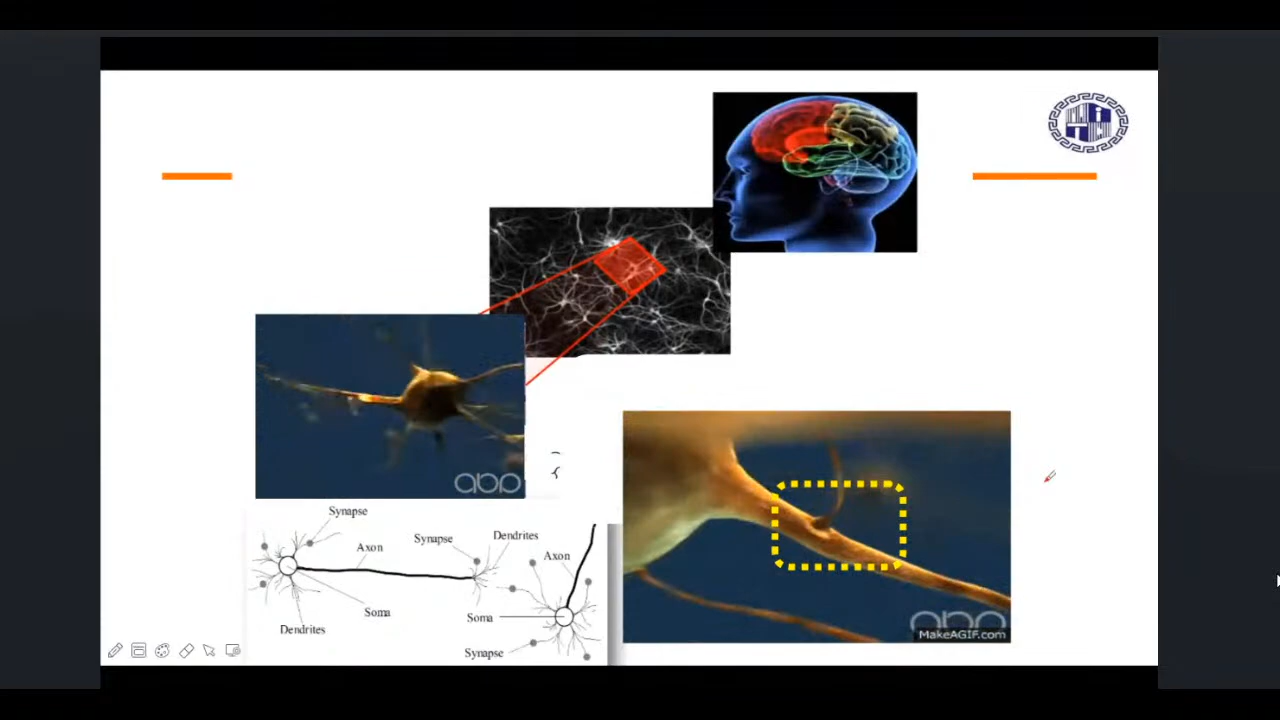 abp
Synapse
Axon
Synapse
Dendrites
Axon
Soma
Soma
Dendrites
Synapse
abp
MakeAGIF.com